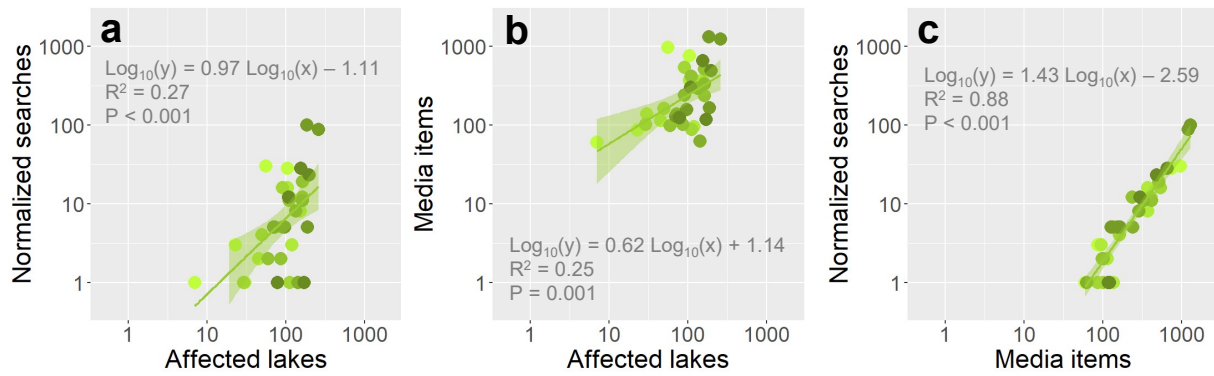 a
Normalized searches
1000
100
10
1
Log₁₀(y) = 0.97 Log₁₀(x) – 1.11
R² = 0.27
P < 0.001
1 10 100 1000
Affected lakes
b
Media items
1000
100
10
1
Log₁₀(y) = 0.62 Log₁₀(x) + 1.14
R² = 0.25
P = 0.001
1 10 100 1000
Affected lakes
c
Normalized searches
1000
100
10
1
Log₁₀(y) = 1.43 Log₁₀(x) – 2.59
R² = 0.88
P < 0.001
1 10 100 1000
Media items